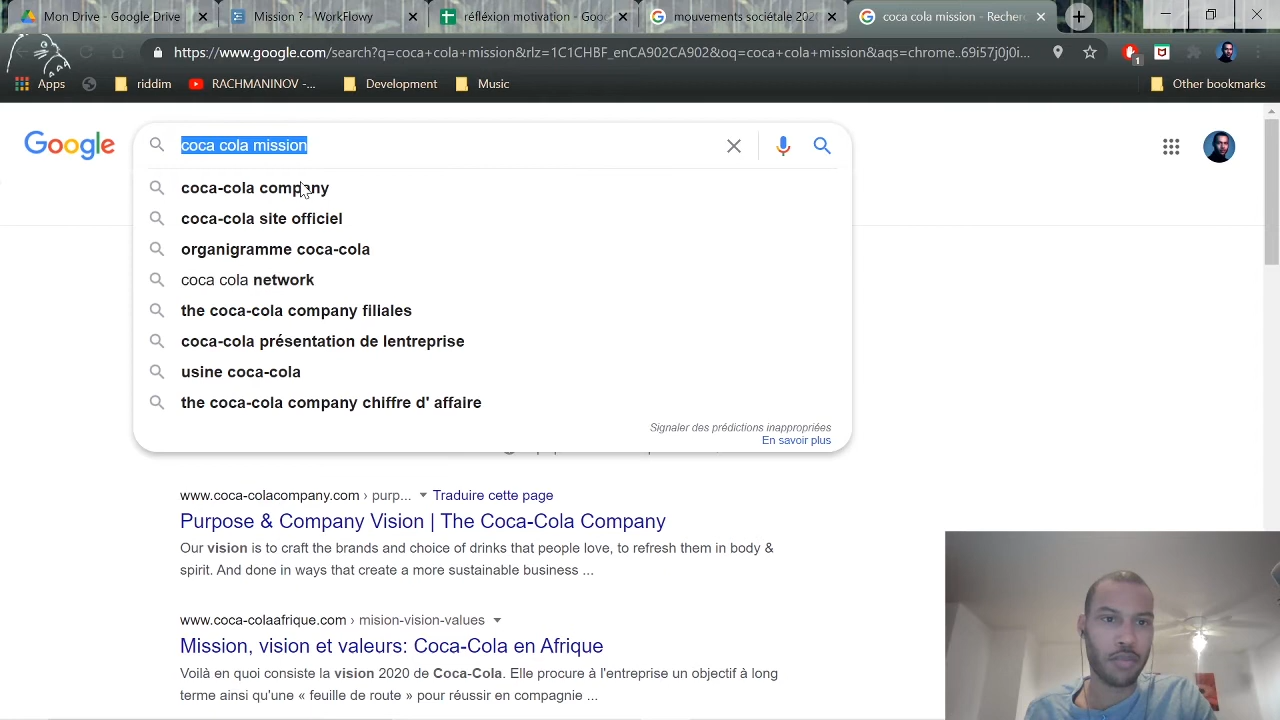 Mon Drive - Google Drive
Mission ? - WorkFlowy
réfléxion motivation - Goo
mouvements sociétale 202
coca cola mission - Recher
https://www.google.com/search?q=coca+cola+mission&rlz=1C1CHBF_enCA902CA902&oq=coca+cola+mission&aqs=chrome..69i57j0j0i...
1
Apps
riddim
RACHMANINOV -...
Development
Music
Other bookmarks
Google
coca cola mission
coca-cola company
coca-cola site officiel
organigramme coca-cola
coca cola network
the coca-cola company filiales
coca-cola présentation de lentreprise
usine coca-cola
the coca-cola company chiffre d' affaire
Signaler des prédictions inappropriées
En savoir plus
www.coca-colacompany.com › purp... Traduire cette page
Purpose & Company Vision | The Coca-Cola Company
Our vision is to craft the brands and choice of drinks that people love, to refresh them in body &
spirit. And done in ways that create a more sustainable business ...
www.coca-colaafrique.com › mision-vision-values
Mission, vision et valeurs: Coca-Cola en Afrique
Voilà en quoi consiste la vision 2020 de Coca-Cola. Elle procure à l'entreprise un objectif à long
terme ainsi qu'une « feuille de route » pour réussir en compagnie ...